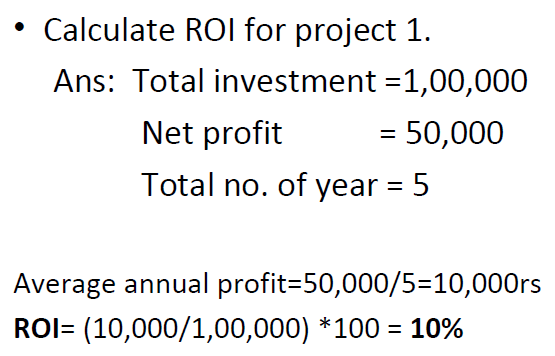 • Calculate ROI for project 1.
Ans: Total investment =1,00,000
Net profit = 50,000
Total no. of year = 5
Average annual profit=50,000/5=10,000rs
ROI= (10,000/1,00,000) *100 = 10%